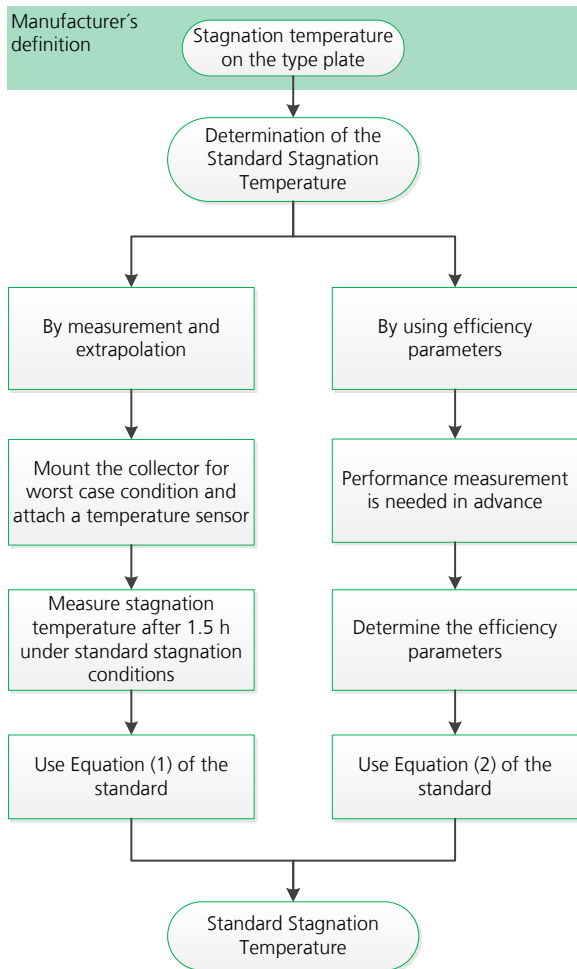 Manufacturer´s
definition
Stagnation temperature
on the type plate
Determination of the
Standard Stagnation
Temperature
By measurement and
extrapolation
By using efficiency
parameters
Mount the collector for
worst case condition and
attach a temperature sensor
Performance measurement
is needed in advance
Measure stagnation
temperature after 1.5 h
under standard stagnation
conditions
Determine the efficiency
parameters
Use Equation (1) of the
standard
Use Equation (2) of the
standard
Standard Stagnation
Temperature